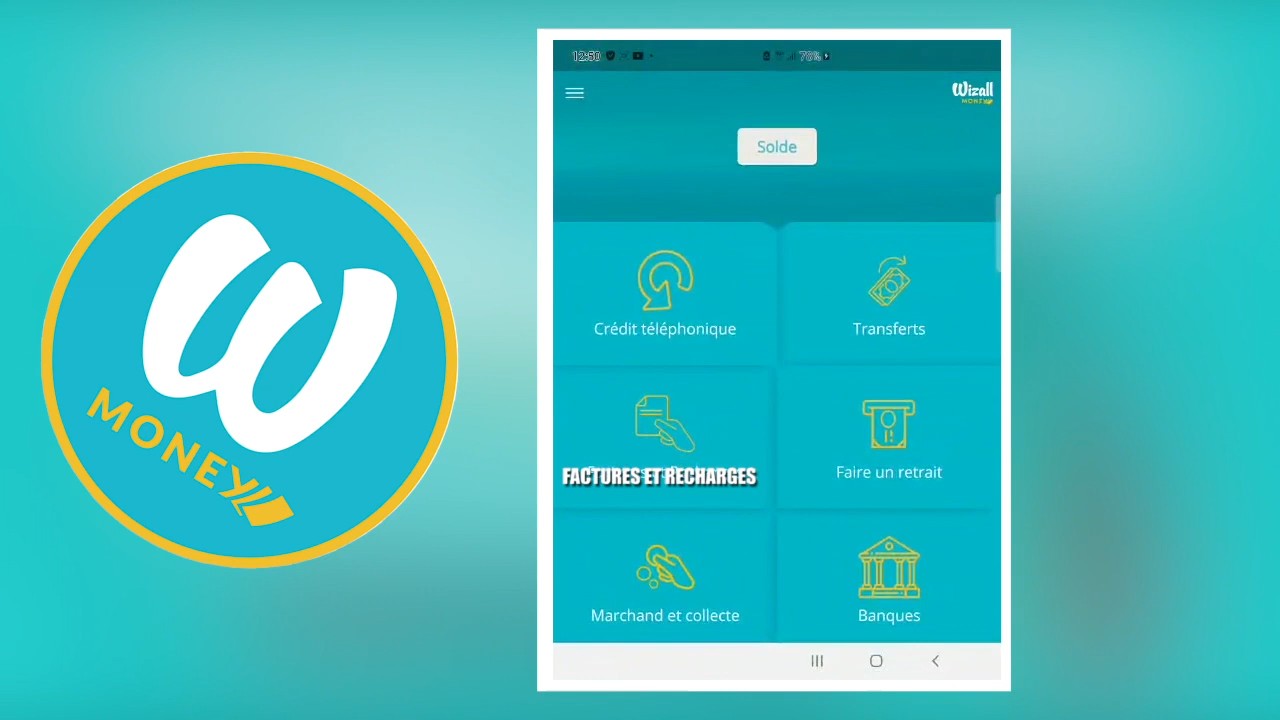 W
MONEY
12:50
76%
Wizall
MONEY
Solde
Crédit téléphonique
Transferts
FACTURES ET RECHARGES
Faire un retrait
Marchand et collecte
Banques